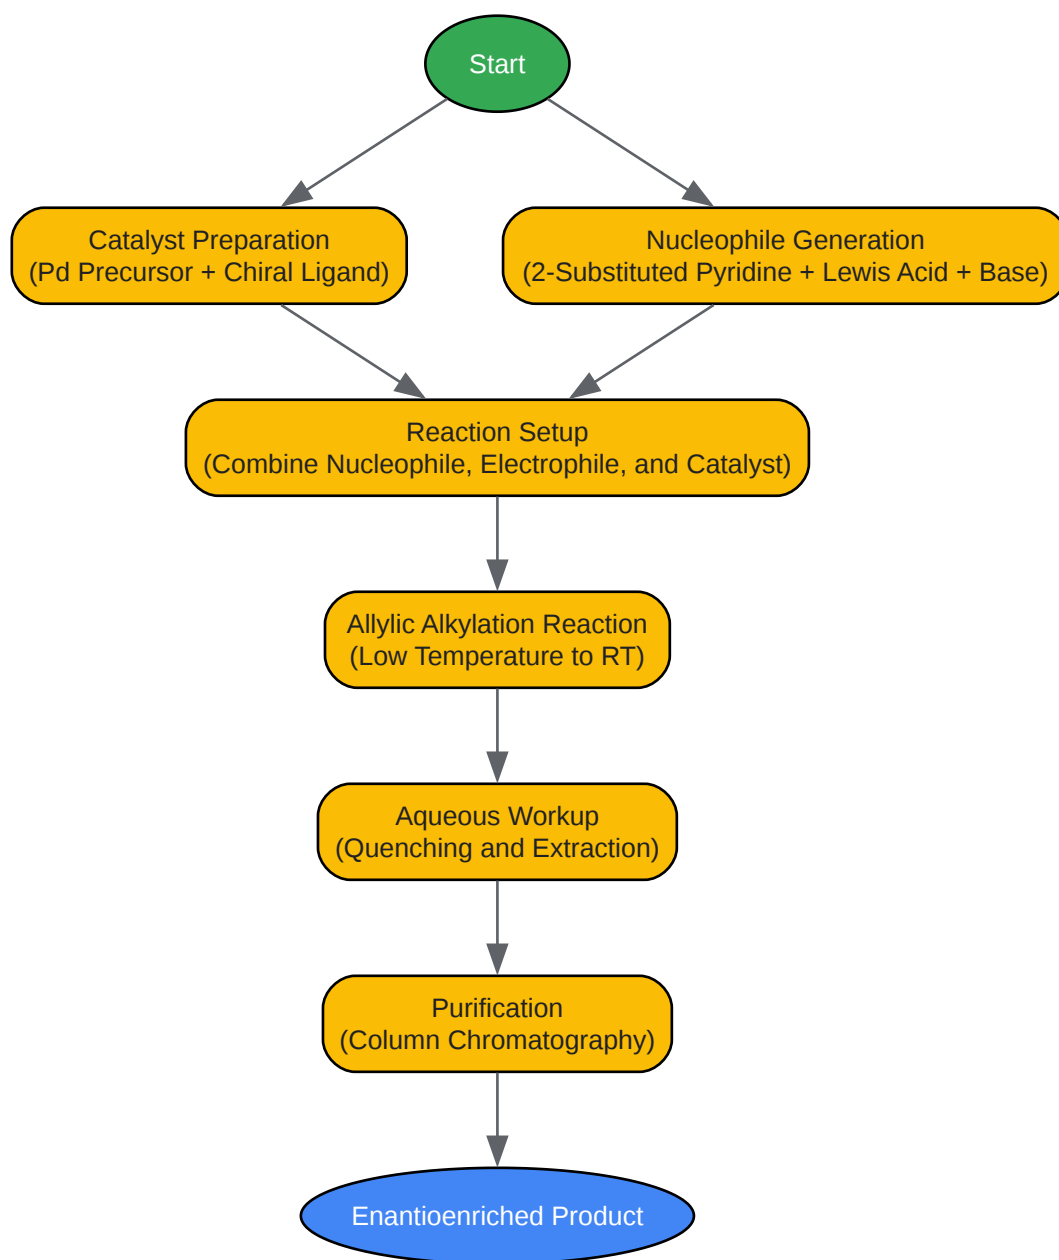 Start
Catalyst Preparation
(Pd Precursor + Chiral Ligand)
Nucleophile Generation
(2-Substituted Pyridine + Lewis Acid + Base)
Reaction Setup
(Combine Nucleophile, Electrophile, and Catalyst)
Allylic Alkylation Reaction
(Low Temperature to RT)
Aqueous Workup
(Quenching and Extraction)
Purification
(Column Chromatography)
Enantioenriched Product